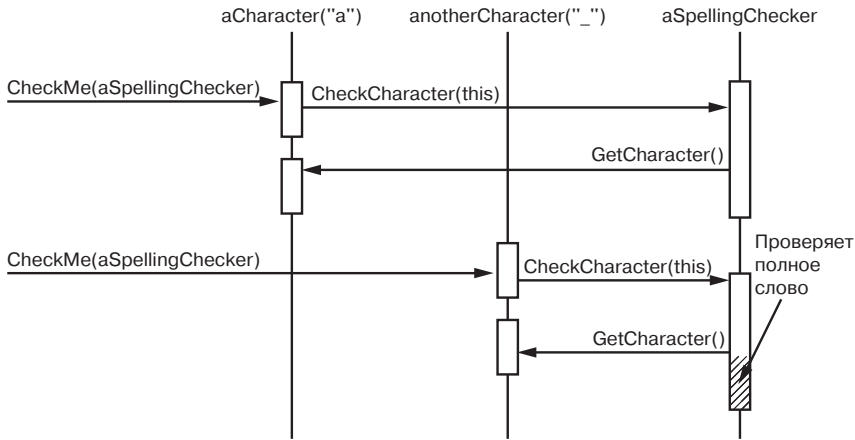 aCharacter("a")
anotherCharacter("_")
aSpellingChecker
CheckMe(aSpellingChecker)
CheckCharacter(this)
GetCharacter()
CheckMe(aSpellingChecker)
CheckCharacter(this)
Проверяет
полное
слово
GetCharacter()